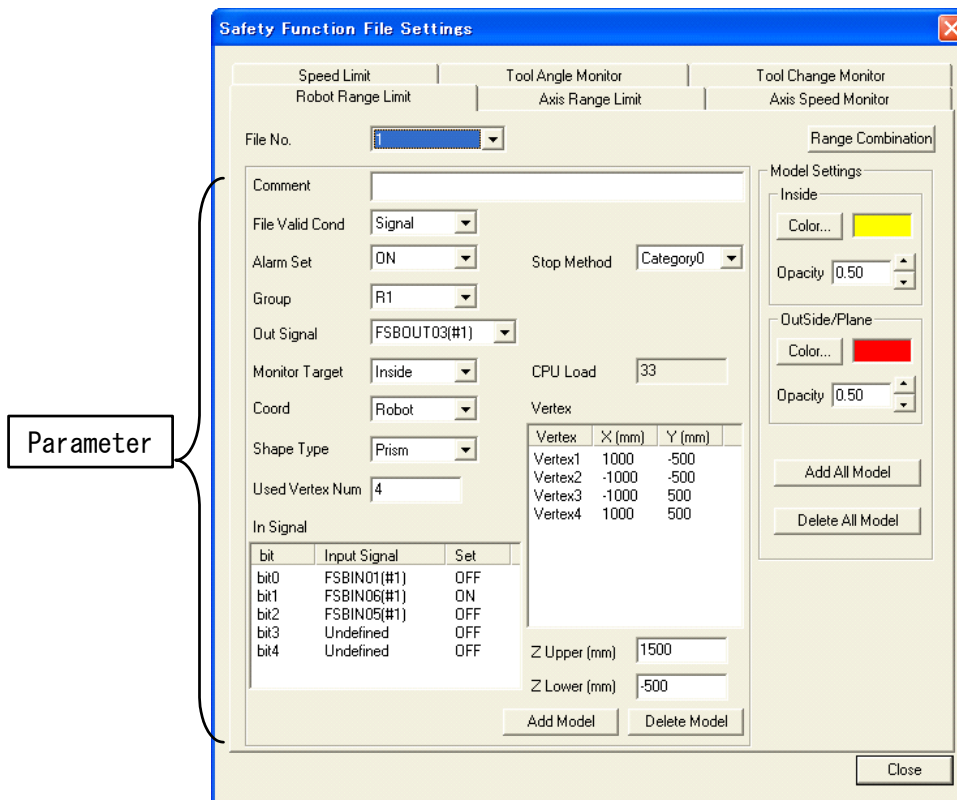 Safety Function File Settings
Speed Limit Tool Angle Monitor Tool Change Monitor
Robot Range Limit Axis Range Limit Axis Speed Monitor
File No. 1 Range Combination
Comment
File Valid Cond Signal
Alarm Set ON Stop Method Category0
Group R1
Out Signal FSBOUT03(#1)
Monitor Target Inside CPU Load 33
Coord Robot Vertex
Shape Type Prism
Used Vertex Num 4
Vertex X (mm) Y (mm)
Vertex1 1000 -500
Vertex2 -1000 -500
Vertex3 -1000 500
Vertex4 1000 500
In Signal
bit Input Signal Set
bit0 FSBIN01(#1) OFF
bit1 FSBIN06(#1) ON
bit2 FSBIN05(#1) OFF
bit3 Undefined OFF
bit4 Undefined OFF
Z Upper (mm) 1500
Z Lower (mm) -500
Add Model Delete Model
Model Settings
Inside
Color...
Opacity 0.50
OutSide/Plane
Color...
Opacity 0.50
Add All Model
Delete All Model
Close
Parameter